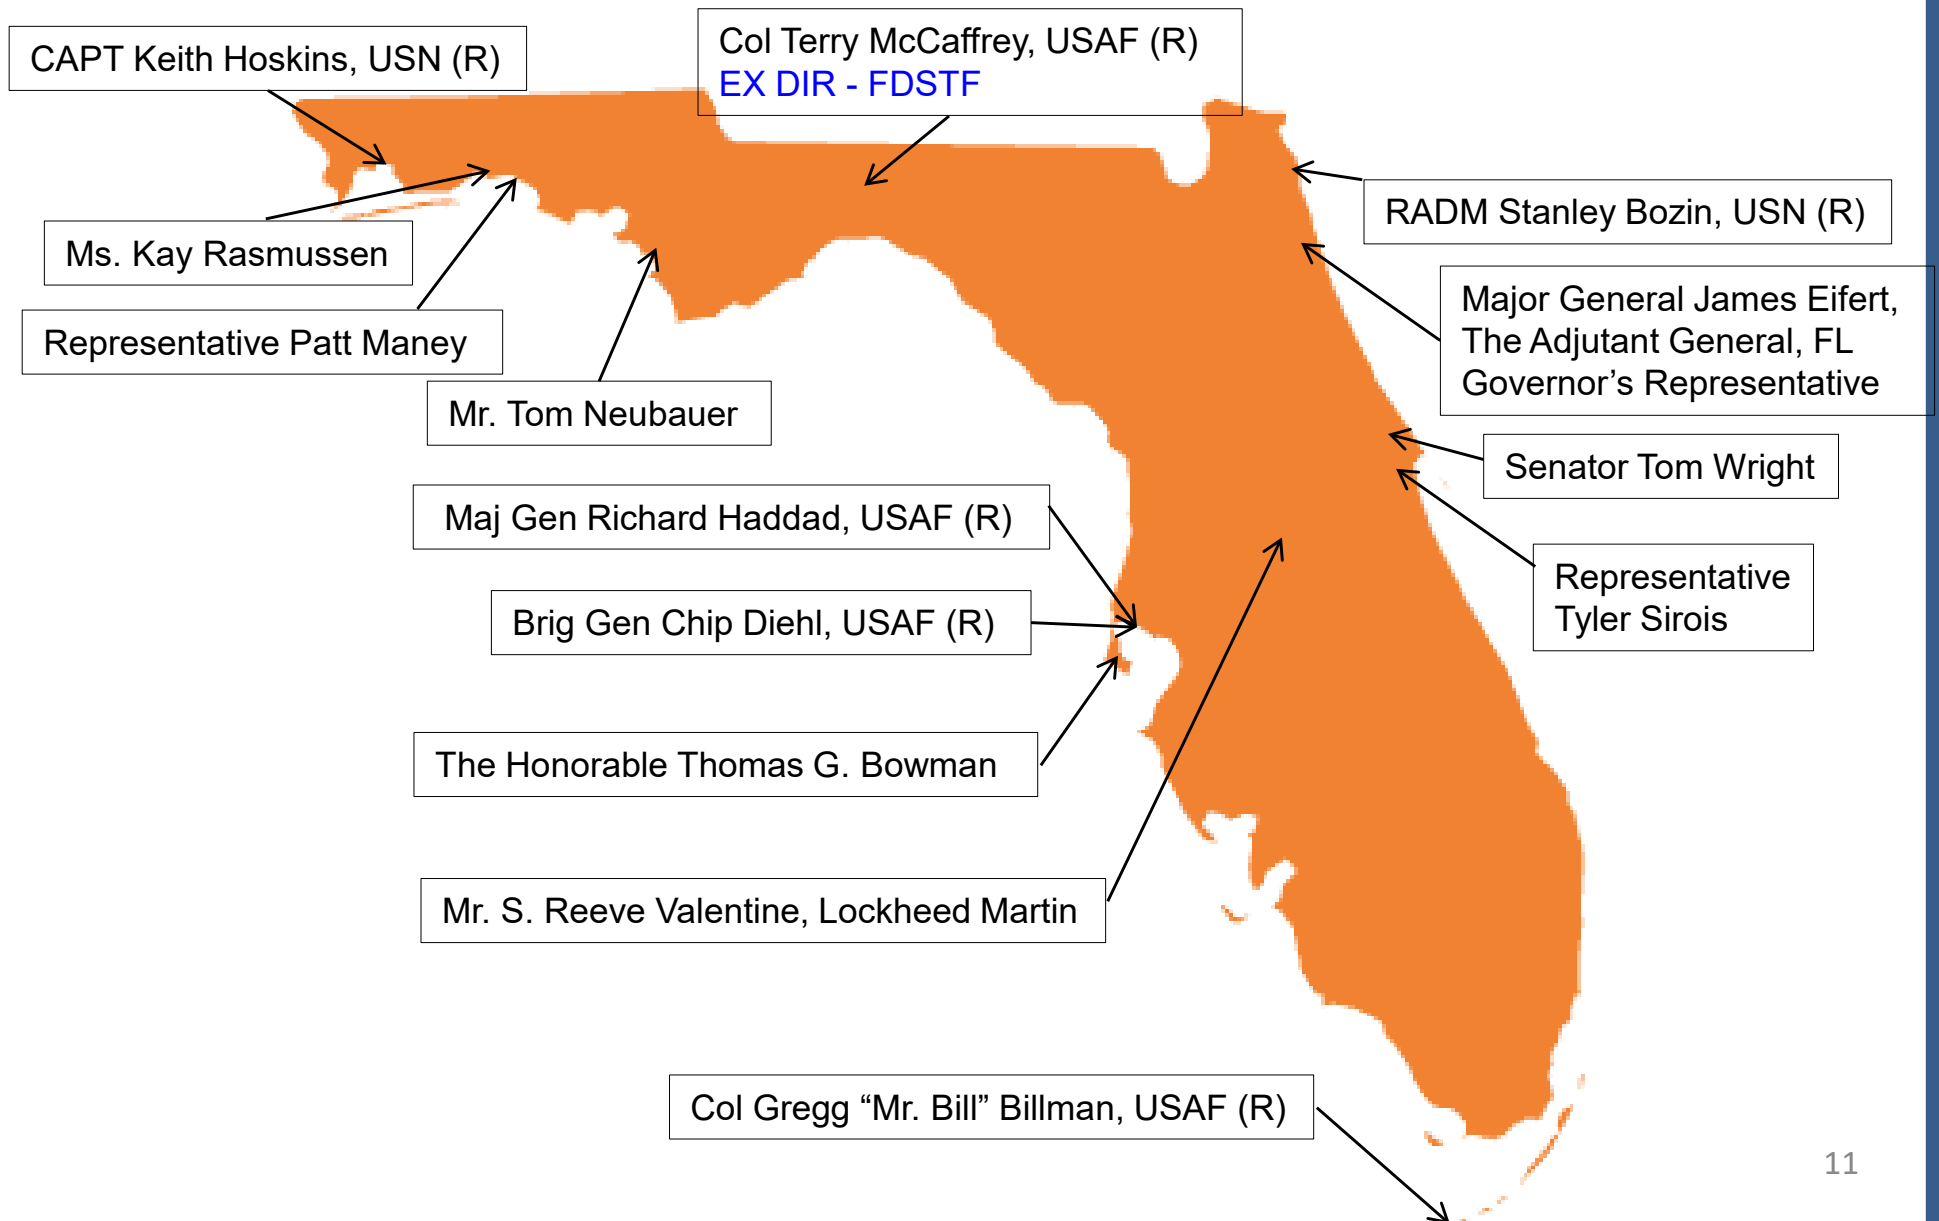 CAPT Keith Hoskins, USN (R)
Col Terry McCaffrey, USAF (R)
EX DIR - FDSTF
RADM Stanley Bozin, USN (R)
Ms. Kay Rasmussen
Major General James Eifert,
The Adjutant General, FL
Governor’s Representative
Representative Patt Maney
Mr. Tom Neubauer
Senator Tom Wright
Maj Gen Richard Haddad, USAF (R)
Representative
Tyler Sirois
Brig Gen Chip Diehl, USAF (R)
The Honorable Thomas G. Bowman
Mr. S. Reeve Valentine, Lockheed Martin
Col Gregg “Mr. Bill” Billman, USAF (R)
11